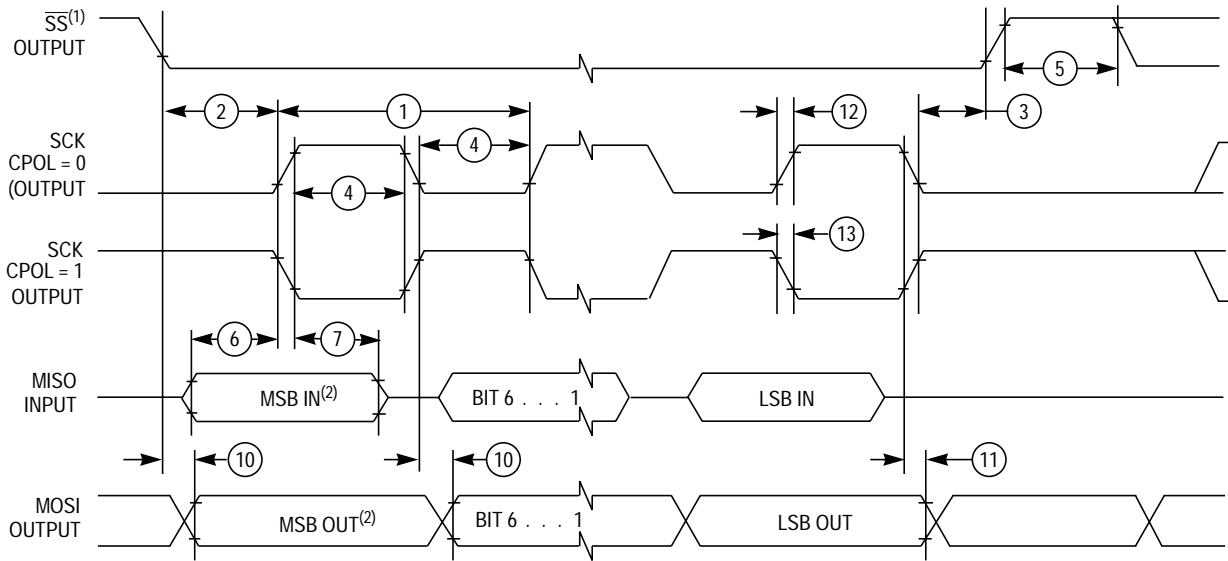 SS(1)
OUTPUT
5
2
1
12
3
SCK
CPOL = 0
(OUTPUT
4
4
SCK
CPOL = 1
OUTPUT
13
6
7
MISO
INPUT
MSB IN(2)
BIT 6 . . . 1
LSB IN
10
10
11
MOSI
OUTPUT
MSB OUT(2)
BIT 6 . . . 1
LSB OUT